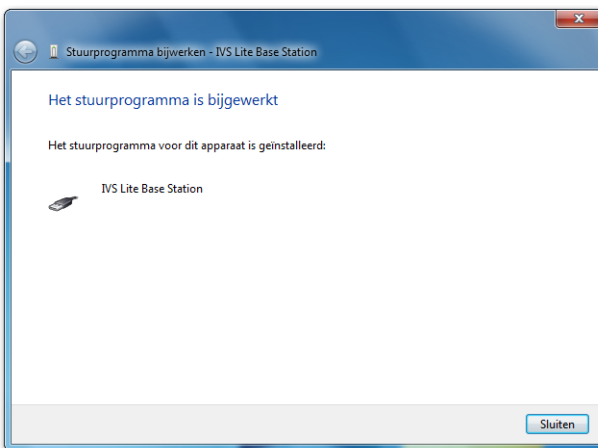 Stuurprogramma bijwerken - IVS Lite Base Station
Het stuurprogramma is bijgewerkt
Het stuurprogramma voor dit apparaat is geïnstalleerd:
IVS Lite Base Station
Sluiten